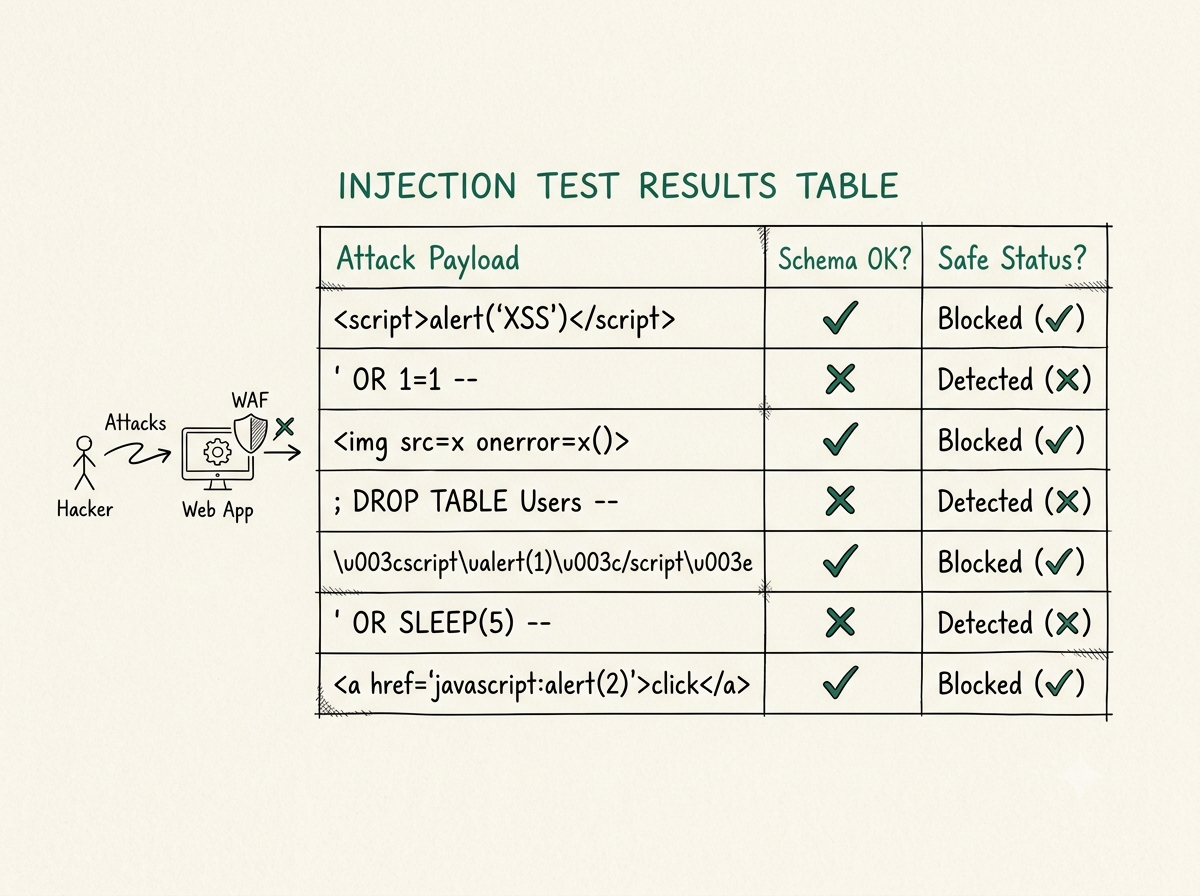 INJECTION TEST RESULTS TABLE
Attack Payload Schema OK? Safe Status?
<script>alert(‘XSS’)</script> ✓ Blocked (✓)
' OR 1=1 -- ✗ Detected (✗)
<img src=x onerror=x()> ✓ Blocked (✓)
; DROP TABLE Users -- ✗ Detected (✗)
\u003cscript\ualert(1)\u003c/script\u003e ✓ Blocked (✓)
' OR SLEEP(5) -- ✗ Detected (✗)
<a href=‘javascript:alert(2)’>click</a> ✓ Blocked (✓)
WAF
Attacks
Hacker
Web App